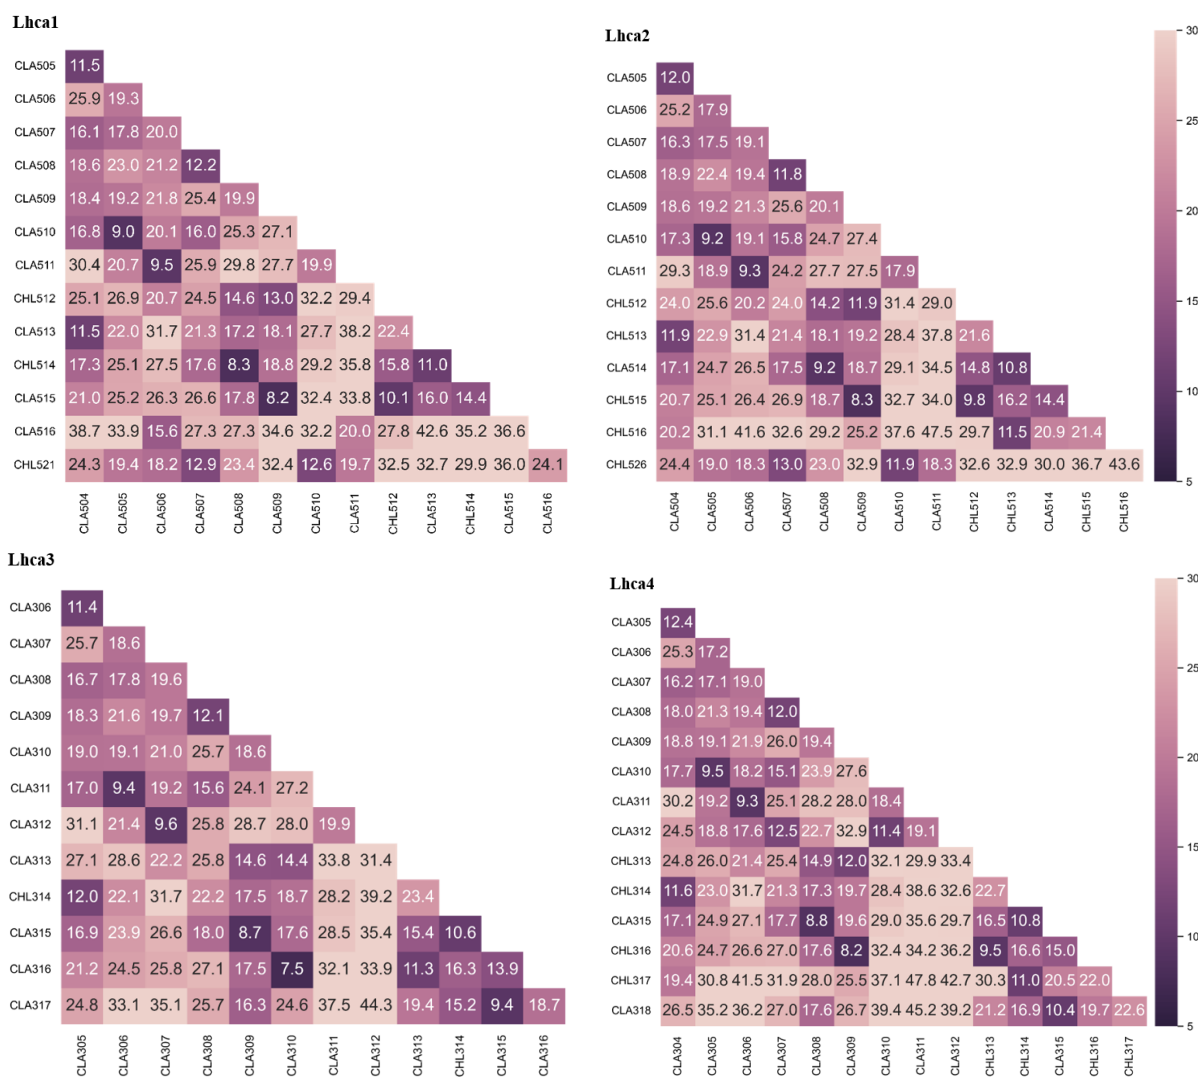 Lhca1
CLA505 11.5
CLA506 25.9 19.3
CLA507 16.1 17.8 20.0
CLA508 18.6 23.0 21.2 12.2
CLA509 18.4 19.2 21.8 25.4 19.9
CLA510 16.8 9.0 20.1 16.0 25.3 27.1
CLA511 30.4 20.7 9.5 25.9 29.8 27.7 19.9
CHL512 25.1 26.9 20.7 24.5 14.6 13.0 32.2 29.4
CLA513 11.5 22.0 31.7 21.3 17.2 18.1 27.7 38.2 22.4
CHL514 17.3 25.1 27.5 17.6 8.3 18.8 29.2 35.8 15.8 11.0
CLA515 21.0 25.2 26.3 26.6 17.8 8.2 32.4 33.8 10.1 16.0 14.4
CLA516 38.7 33.9 15.6 27.3 27.3 34.6 32.2 20.0 27.8 42.6 35.2 36.6
CHL521 24.3 19.4 18.2 12.9 23.4 32.4 12.6 19.7 32.5 32.7 29.9 36.0 24.1
CLA504 CLA505 CLA506 CLA507 CLA508 CLA509 CLA510 CLA511 CHL512 CLA513 CHL514 CLA515 CLA516
Lhca2
CLA505 12.0
CLA506 25.2 17.9
CLA507 16.3 17.5 19.1
CLA508 18.9 22.4 19.4 11.8
CLA509 18.6 19.2 21.3 25.6 20.1
CLA510 17.3 9.2 19.1 15.8 24.7 27.4
CLA511 29.3 18.9 9.3 24.2 27.7 27.5 17.9
CHL512 24.0 25.6 20.2 24.0 14.2 11.9 31.4 29.0
CHL513 11.9 22.9 31.4 21.4 18.1 19.2 28.4 37.8 21.6
CLA514 17.1 24.7 26.5 17.5 9.2 18.7 29.1 34.5 14.8 10.8
CHL515 20.7 25.1 26.4 26.9 18.7 8.3 32.7 34.0 9.8 16.2 14.4
CHL516 20.2 31.1 41.6 32.6 29.2 25.2 37.6 47.5 29.7 11.5 20.9 21.4
CHL526 24.4 19.0 18.3 13.0 23.0 32.9 11.9 18.3 32.6 32.9 30.0 36.7 43.6
CLA504 CLA505 CLA506 CLA507 CLA508 CLA509 CLA510 CLA511 CHL512 CHL513 CLA514 CHL515 CHL516
30
25
20
15
10
5
Lhca3
CLA306 11.4
CLA307 25.7 18.6
CLA308 16.7 17.8 19.6
CLA309 18.3 21.6 19.7 12.1
CLA310 19.0 19.1 21.0 25.7 18.6
CLA311 17.0 9.4 19.2 15.6 24.1 27.2
CLA312 31.1 21.4 9.6 25.8 28.7 28.0 19.9
CLA313 27.1 28.6 22.2 25.8 14.6 14.4 33.8 31.4
CHL314 12.0 22.1 31.7 22.2 17.5 18.7 28.2 39.2 23.4
CLA315 16.9 23.9 26.6 18.0 8.7 17.6 28.5 35.4 15.4 10.6
CLA316 21.2 24.5 25.8 27.1 17.5 7.5 32.1 33.9 11.3 16.3 13.9
CLA317 24.8 33.1 35.1 25.7 16.3 24.6 37.5 44.3 19.4 15.2 9.4 18.7
CLA305 CLA306 CLA307 CLA308 CLA309 CLA310 CLA311 CLA312 CLA313 CHL314 CLA315 CLA316
Lhca4
CLA305 12.4
CLA306 25.3 17.2
CLA307 16.2 17.1 19.0
CLA308 18.0 21.3 19.4 12.0
CLA309 18.8 19.1 21.9 26.0 19.4
CLA310 17.7 9.5 18.2 15.1 23.9 27.6
CLA311 30.2 19.2 9.3 25.1 28.2 28.0 18.4
CLA312 24.5 18.8 17.6 12.5 22.7 32.9 11.4 19.1
CHL313 24.8 26.0 21.4 25.4 14.9 12.0 32.1 29.9 33.4
CHL314 11.6 23.0 31.7 21.3 17.3 19.7 28.4 38.6 32.6 22.7
CLA315 17.1 24.9 27.1 17.7 8.8 19.6 29.0 35.6 29.7 16.5 10.8
CHL316 20.6 24.7 26.6 27.0 17.6 8.2 32.4 34.2 36.2 9.5 16.6 15.0
CHL317 19.4 30.8 41.5 31.9 28.0 25.5 37.1 47.8 42.7 30.3 11.0 20.5 22.0
CLA318 26.5 35.2 36.2 27.0 17.6 26.7 39.4 45.2 39.2 21.2 16.9 10.4 19.7 22.6
CLA304 CLA305 CLA306 CLA307 CLA308 CLA309 CLA310 CLA311 CLA312 CHL313 CHL314 CLA315 CHL316 CHL317
30
25
20
15
10
5